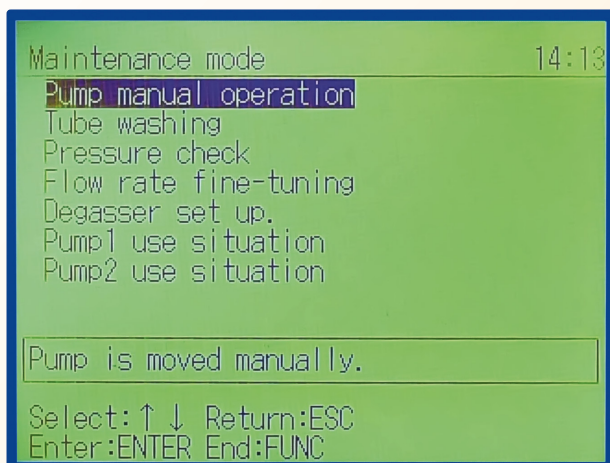 Maintenance mode 14:13
Pump manual operation
Tube washing
Pressure check
Flow rate fine-tuning
Degasser set up.
Pump1 use situation
Pump2 use situation
Pump is moved manually.
Select:↑↓ Return:ESC
Enter:ENTER End:FUNC